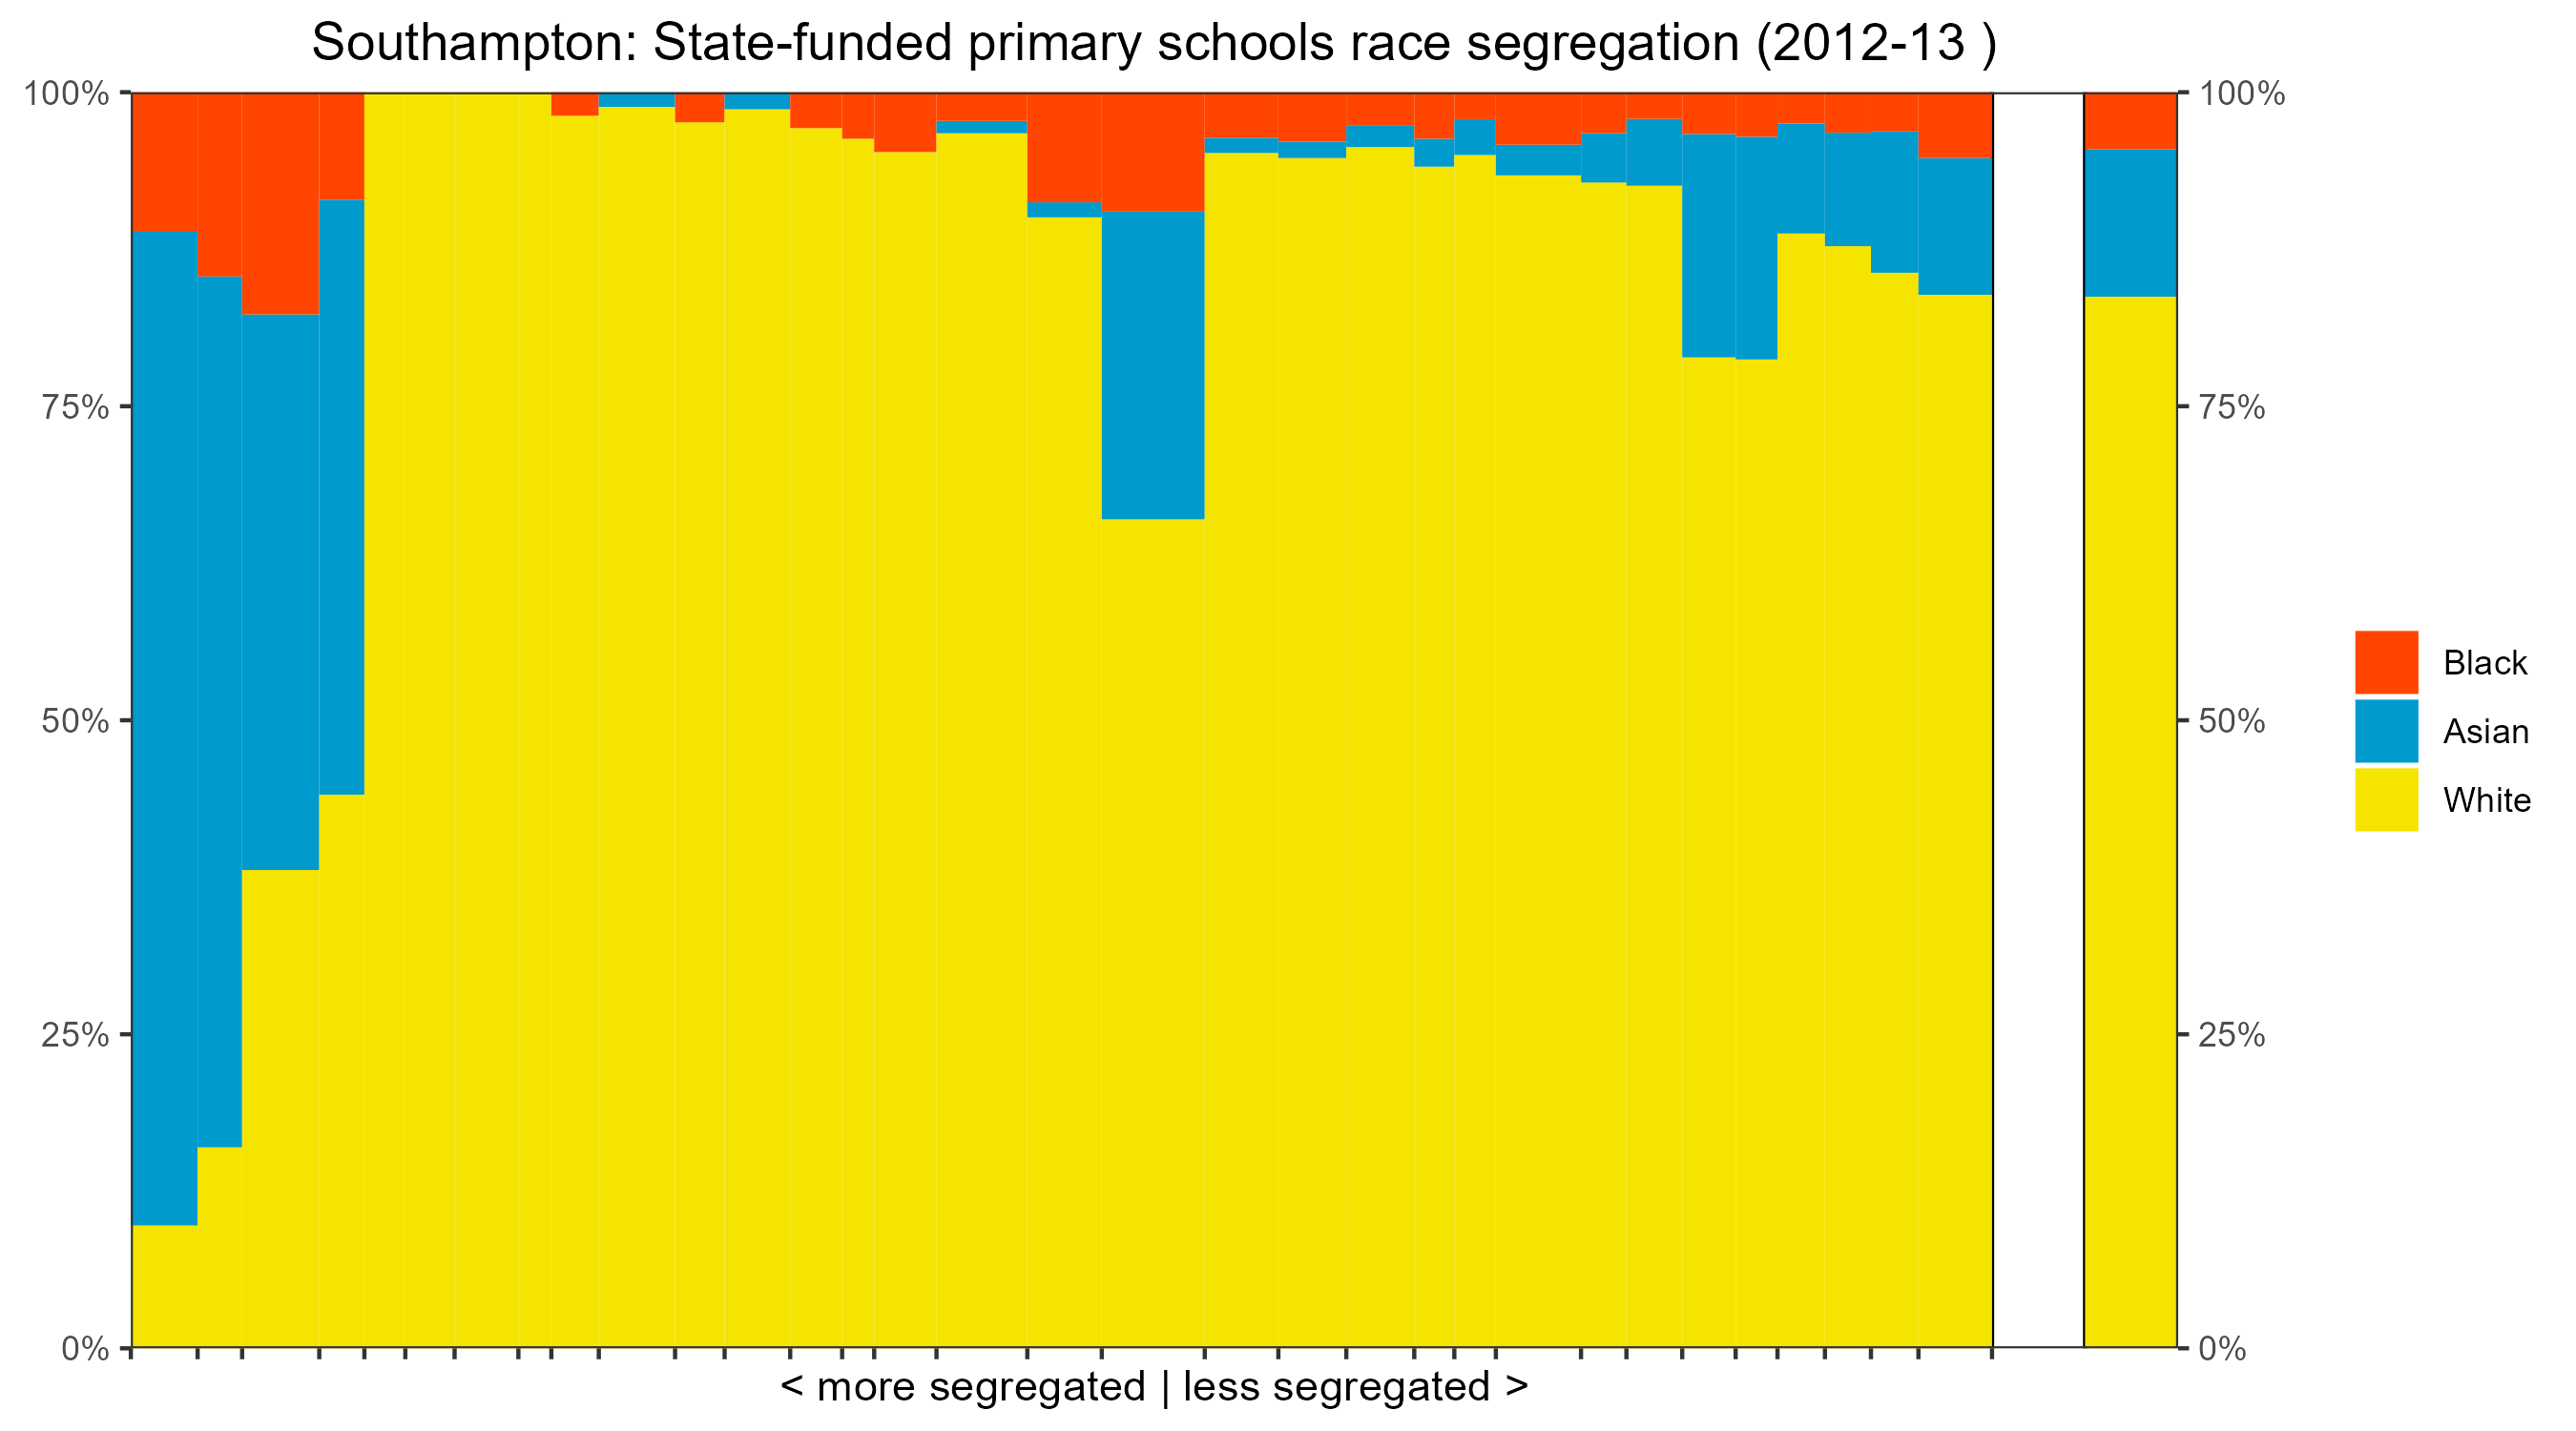 Southampton: State-funded primary schools race segregation (2012-13 )
100%
75%
50%
25%
0%
100%
75%
50%
25%
0%
Black
Asian
White
< more segregated | less segregated >